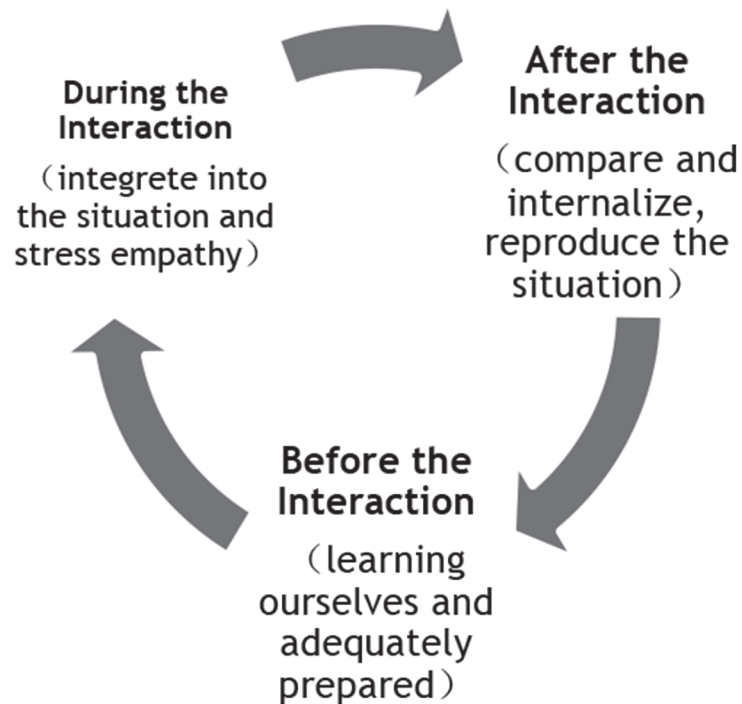 During the
Interaction
（integrete into
the situation and
stress empathy）
After the
Interaction
（compare and
internalize,
reproduce the
situation）
Before the
Interaction
（learning
ourselves and
adequately
prepared）